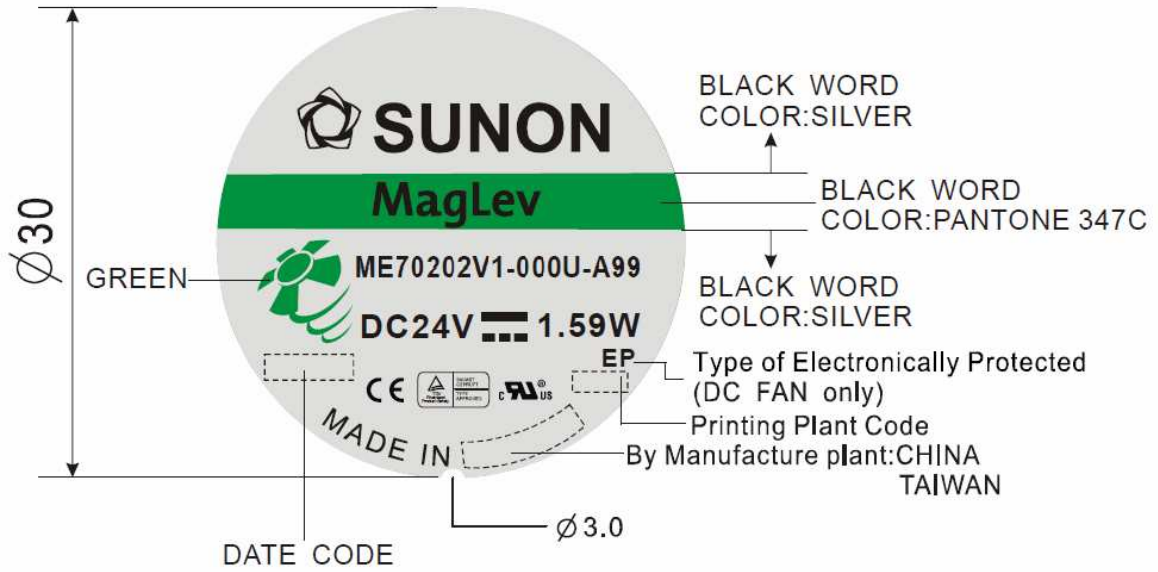 BLACK WORD
COLOR:SILVER
SUNON
MagLev
BLACK WORD
COLOR:PANTONE 347C
Ø30
GREEN
ME70202V1-000U-A99
BLACK WORD
COLOR:SILVER
DC24V 1.59W
EP
Type of Electronically Protected
(DC FAN only)
CE
c RU ® US
Printing Plant Code
MADE IN
By Manufacture plant:CHINA
TAIWAN
Ø3.0
DATE CODE